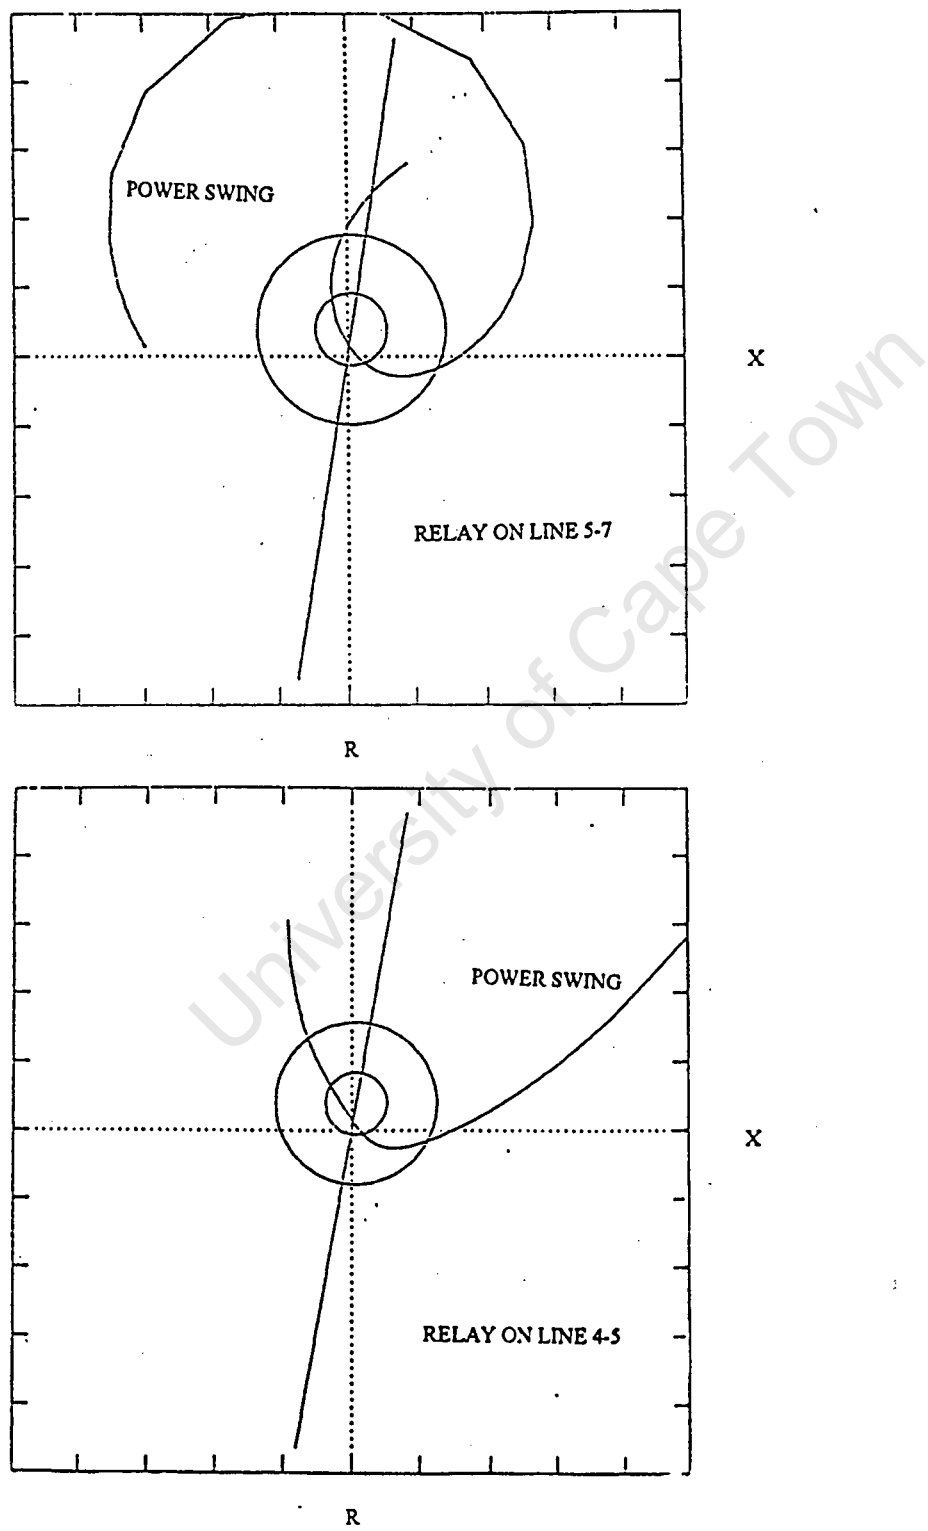 POWER SWING
X
RELAY ON LINE 5-7
R
POWER SWING
X
RELAY ON LINE 4-5
R
University of Cape Town